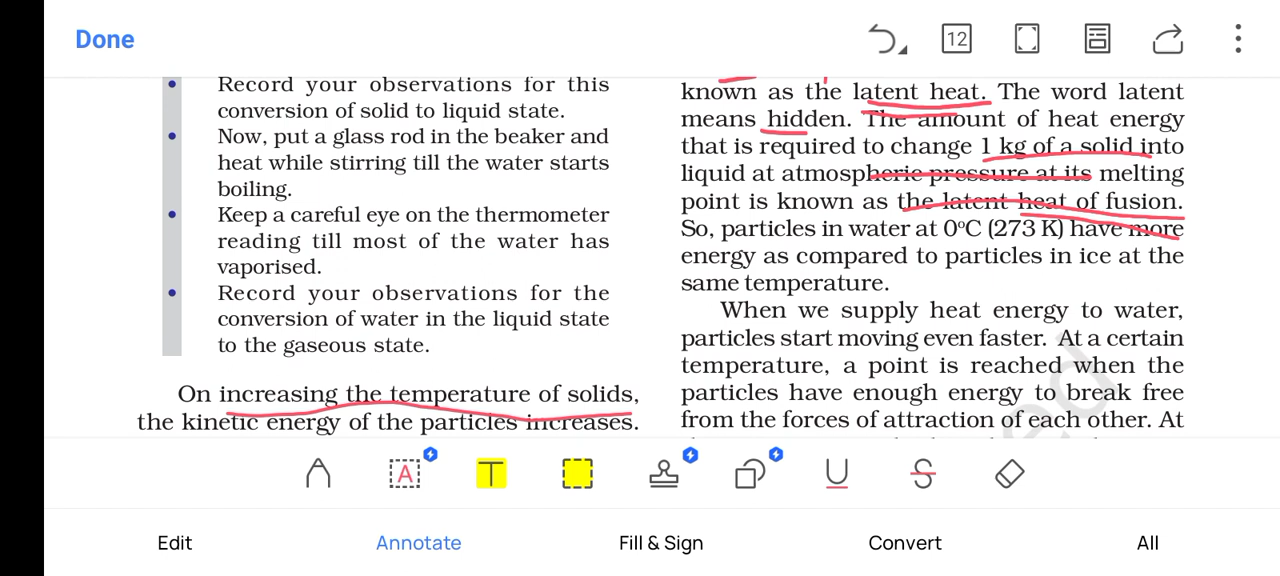 Done
12
• Record your observations for this
conversion of solid to liquid state.
• Now, put a glass rod in the beaker and
heat while stirring till the water starts
boiling.
• Keep a careful eye on the thermometer
reading till most of the water has
vaporised.
• Record your observations for the
conversion of water in the liquid state
to the gaseous state.
On increasing the temperature of solids,
the kinetic energy of the particles increases.
known as the latent heat. The word latent
means hidden. The amount of heat energy
that is required to change 1 kg of a solid into
liquid at atmospheric pressure at its melting
point is known as the latent heat of fusion.
So, particles in water at 0°C (273 K) have more
energy as compared to particles in ice at the
same temperature.
When we supply heat energy to water,
particles start moving even faster. At a certain
temperature, a point is reached when the
particles have enough energy to break free
from the forces of attraction of each other. At
A T U S
Edit Annotate Fill & Sign Convert All